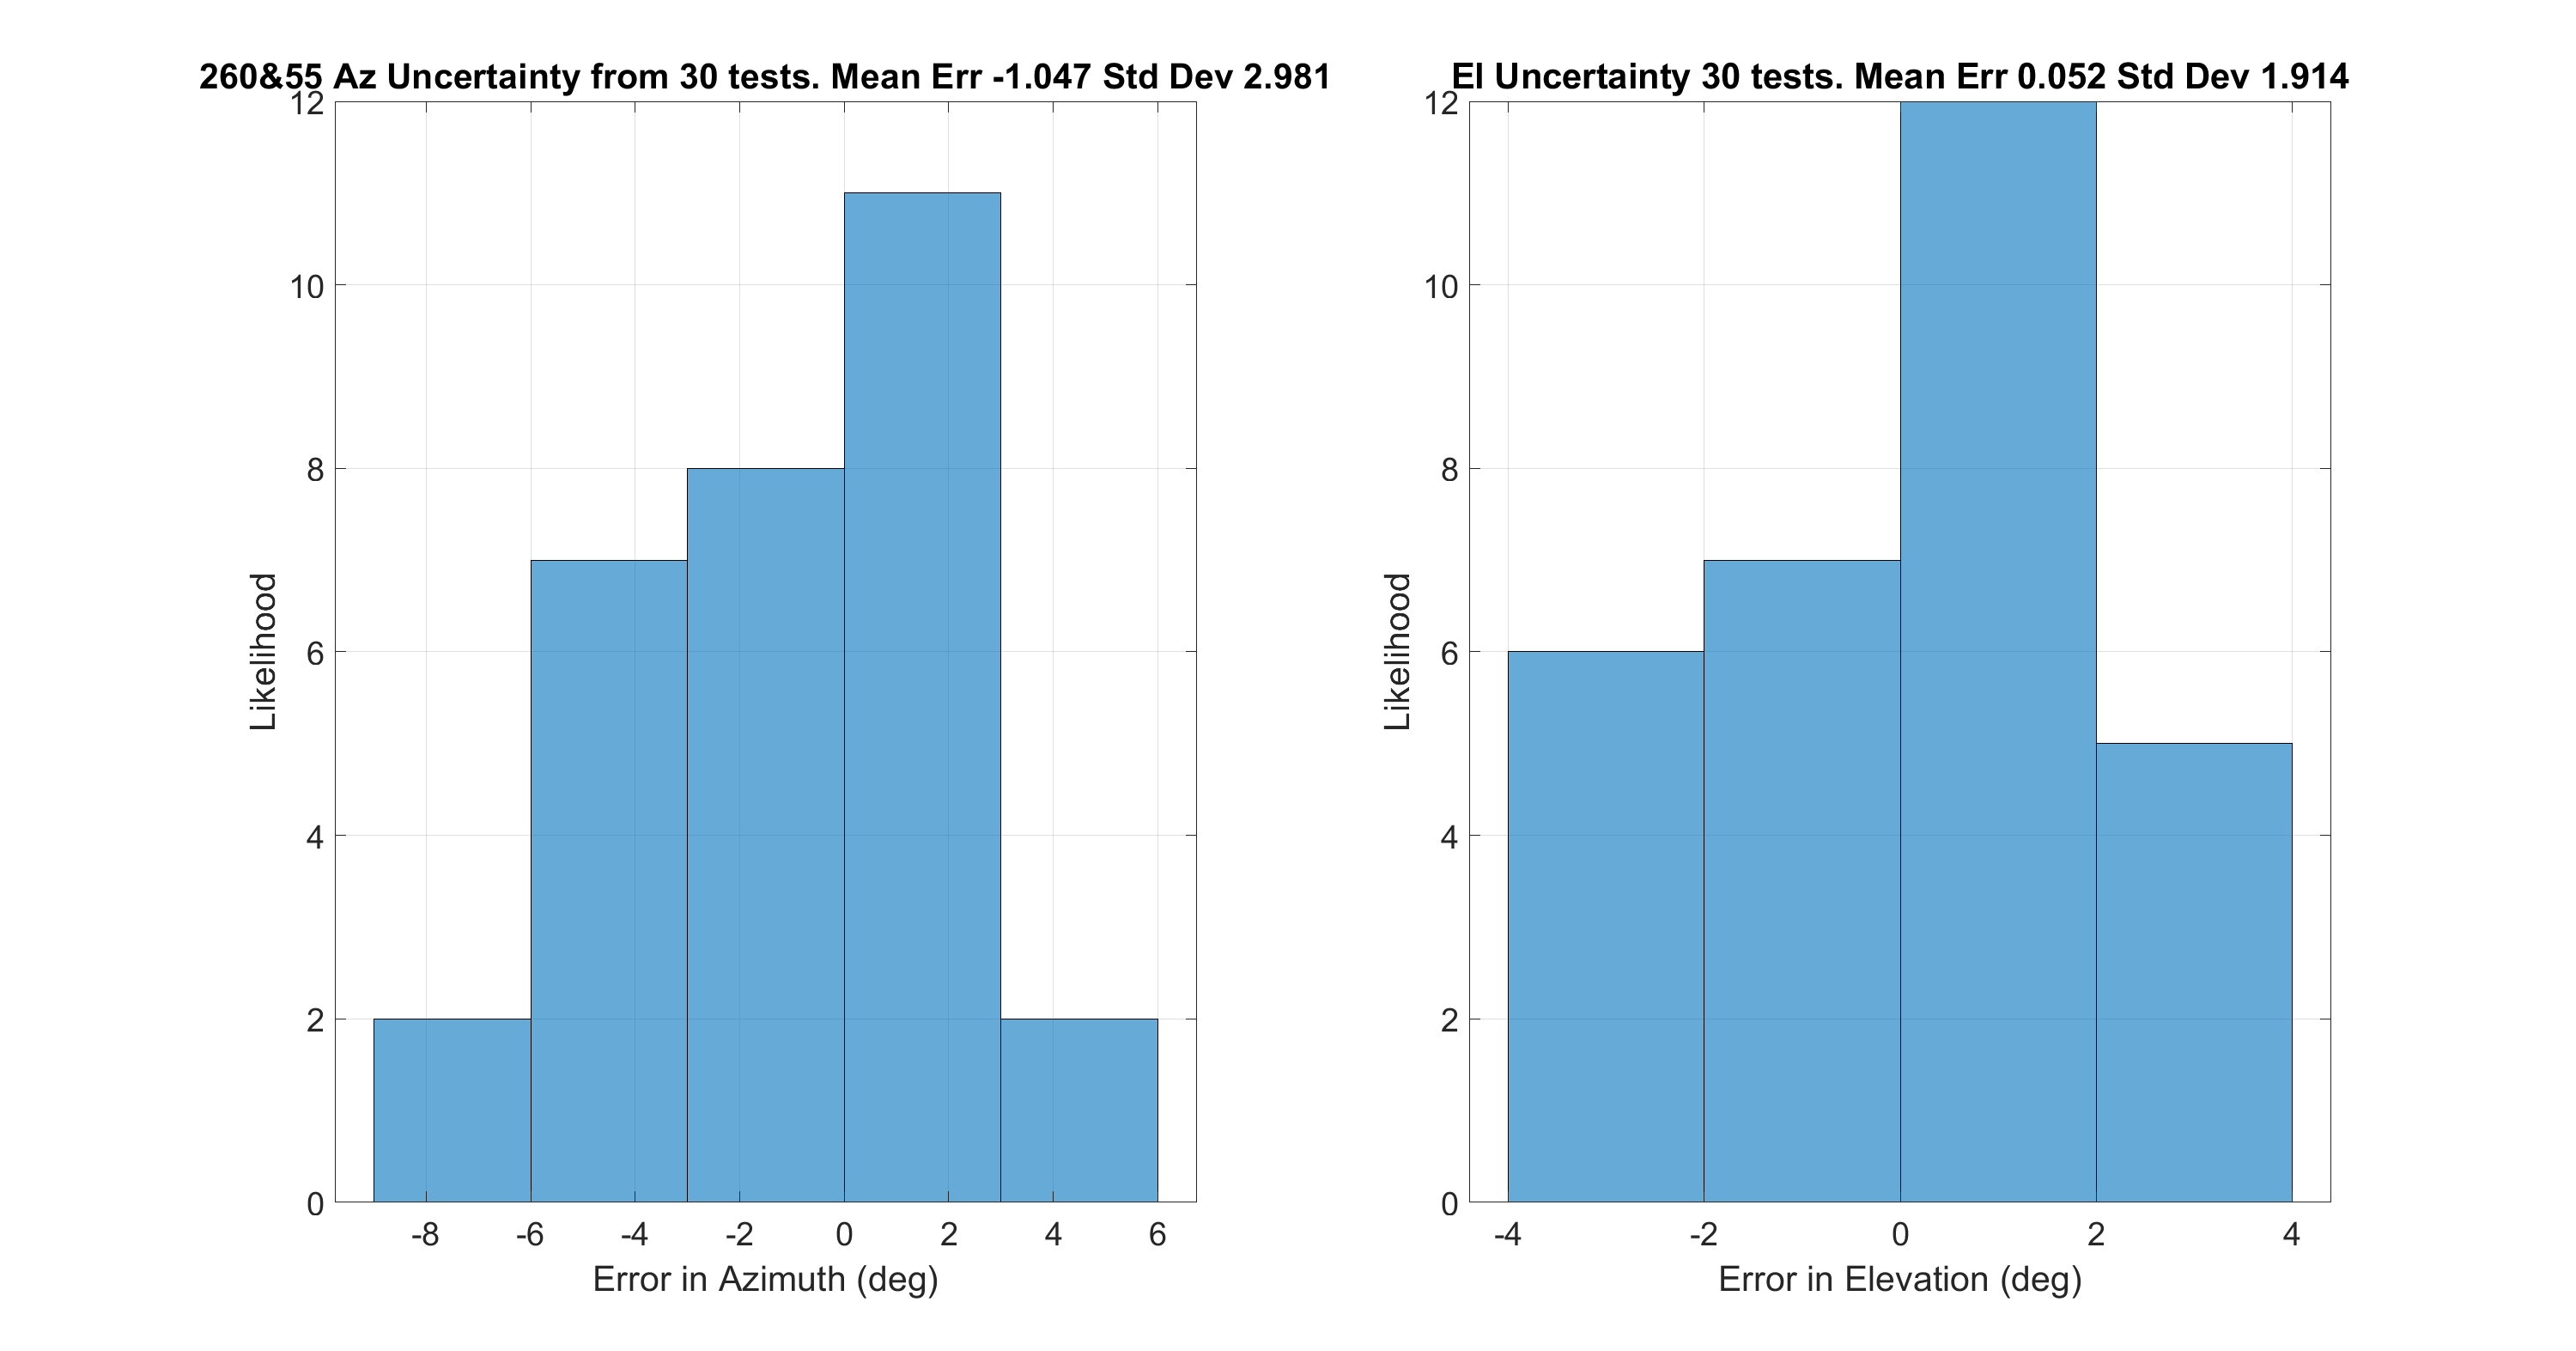 260&55 Az Uncertainty from 30 tests. Mean Err -1.047 Std Dev 2.981
12
10
8
6
4
2
0
Likelihood
-8 -6 -4 -2 0 2 4 6
Error in Azimuth (deg)
El Uncertainty 30 tests. Mean Err 0.052 Std Dev 1.914
12
10
8
6
4
2
0
Likelihood
-4 -2 0 2 4
Error in Elevation (deg)